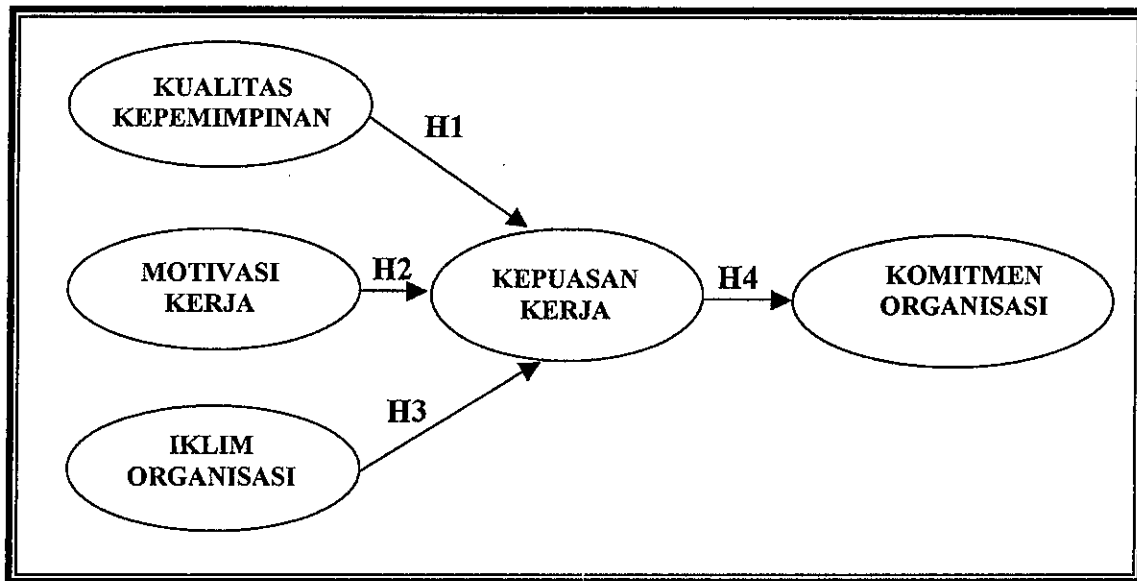 KUALITAS
KEPEMIMPINAN
H1
MOTIVASI
KERJA
H2
KEPUASAN
KERJA
H4
KOMITMEN
ORGANISASI
H3
IKLIM
ORGANISASI